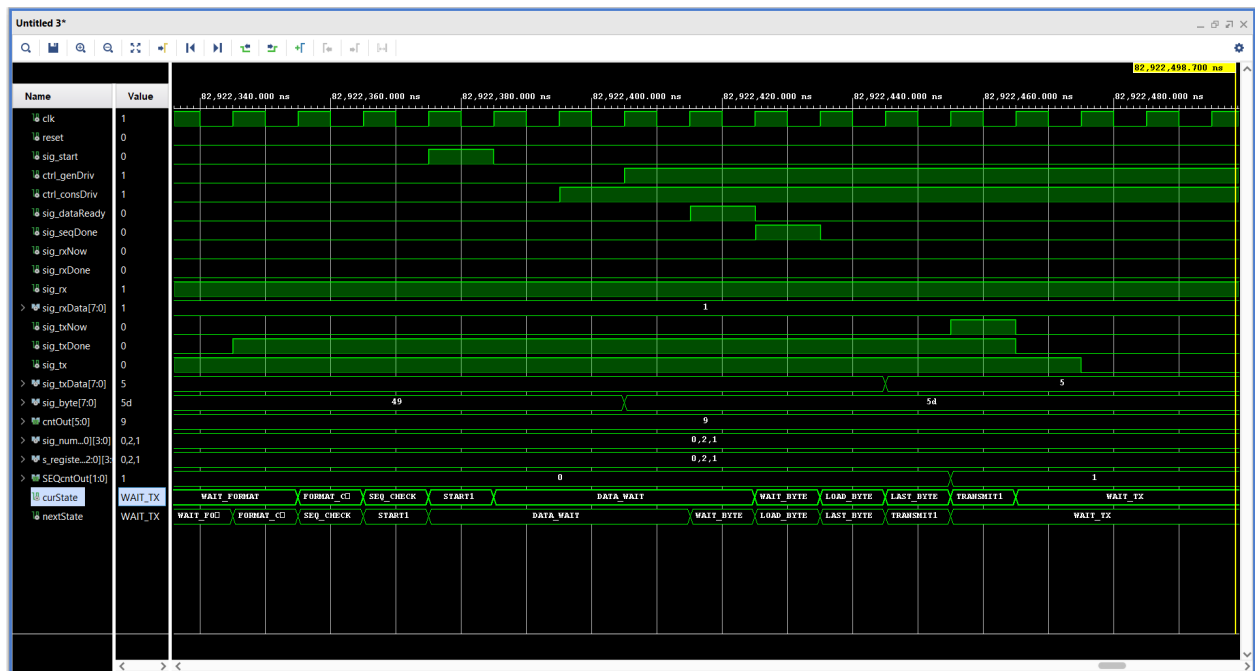 Untitled 3*
82,922,498.700 ns
Name Value
82,922,340.000 ns 82,922,360.000 ns 82,922,380.000 ns 82,922,400.000 ns 82,922,420.000 ns 82,922,440.000 ns 82,922,460.000 ns 82,922,480.000 ns
clk 1
reset 0
sig_start 0
ctrl_genDriv 1
ctrl_consDriv 1
sig_dataReady 0
sig_seqDone 0
sig_rxNow 0
sig_rxDone 0
sig_rx 1
sig_rxData[7:0] 1 1
sig_txNow 0
sig_txDone 0
sig_tx 0
sig_txData[7:0] 5 5
sig_byte[7:0] 5d 49 5d
cntOut[5:0] 9 9
sig_num...0][3:0] 0,2,1 0,2,1
s_registe...2:0][3: 0,2,1 0,2,1
SEQcntOut[1:0] 1 0 1
curState WAIT_TX WAIT_FORMAT FORMAT_C□ SEQ_CHECK START1 DATA_WAIT WAIT_BYTE LOAD_BYTE LAST_BYTE TRANSMIT1 WAIT_TX
nextState WAIT_TX WAIT_FO□ FORMAT_C□ SEQ_CHECK START1 DATA_WAIT WAIT_BYTE LOAD_BYTE LAST_BYTE TRANSMIT1 WAIT_TX